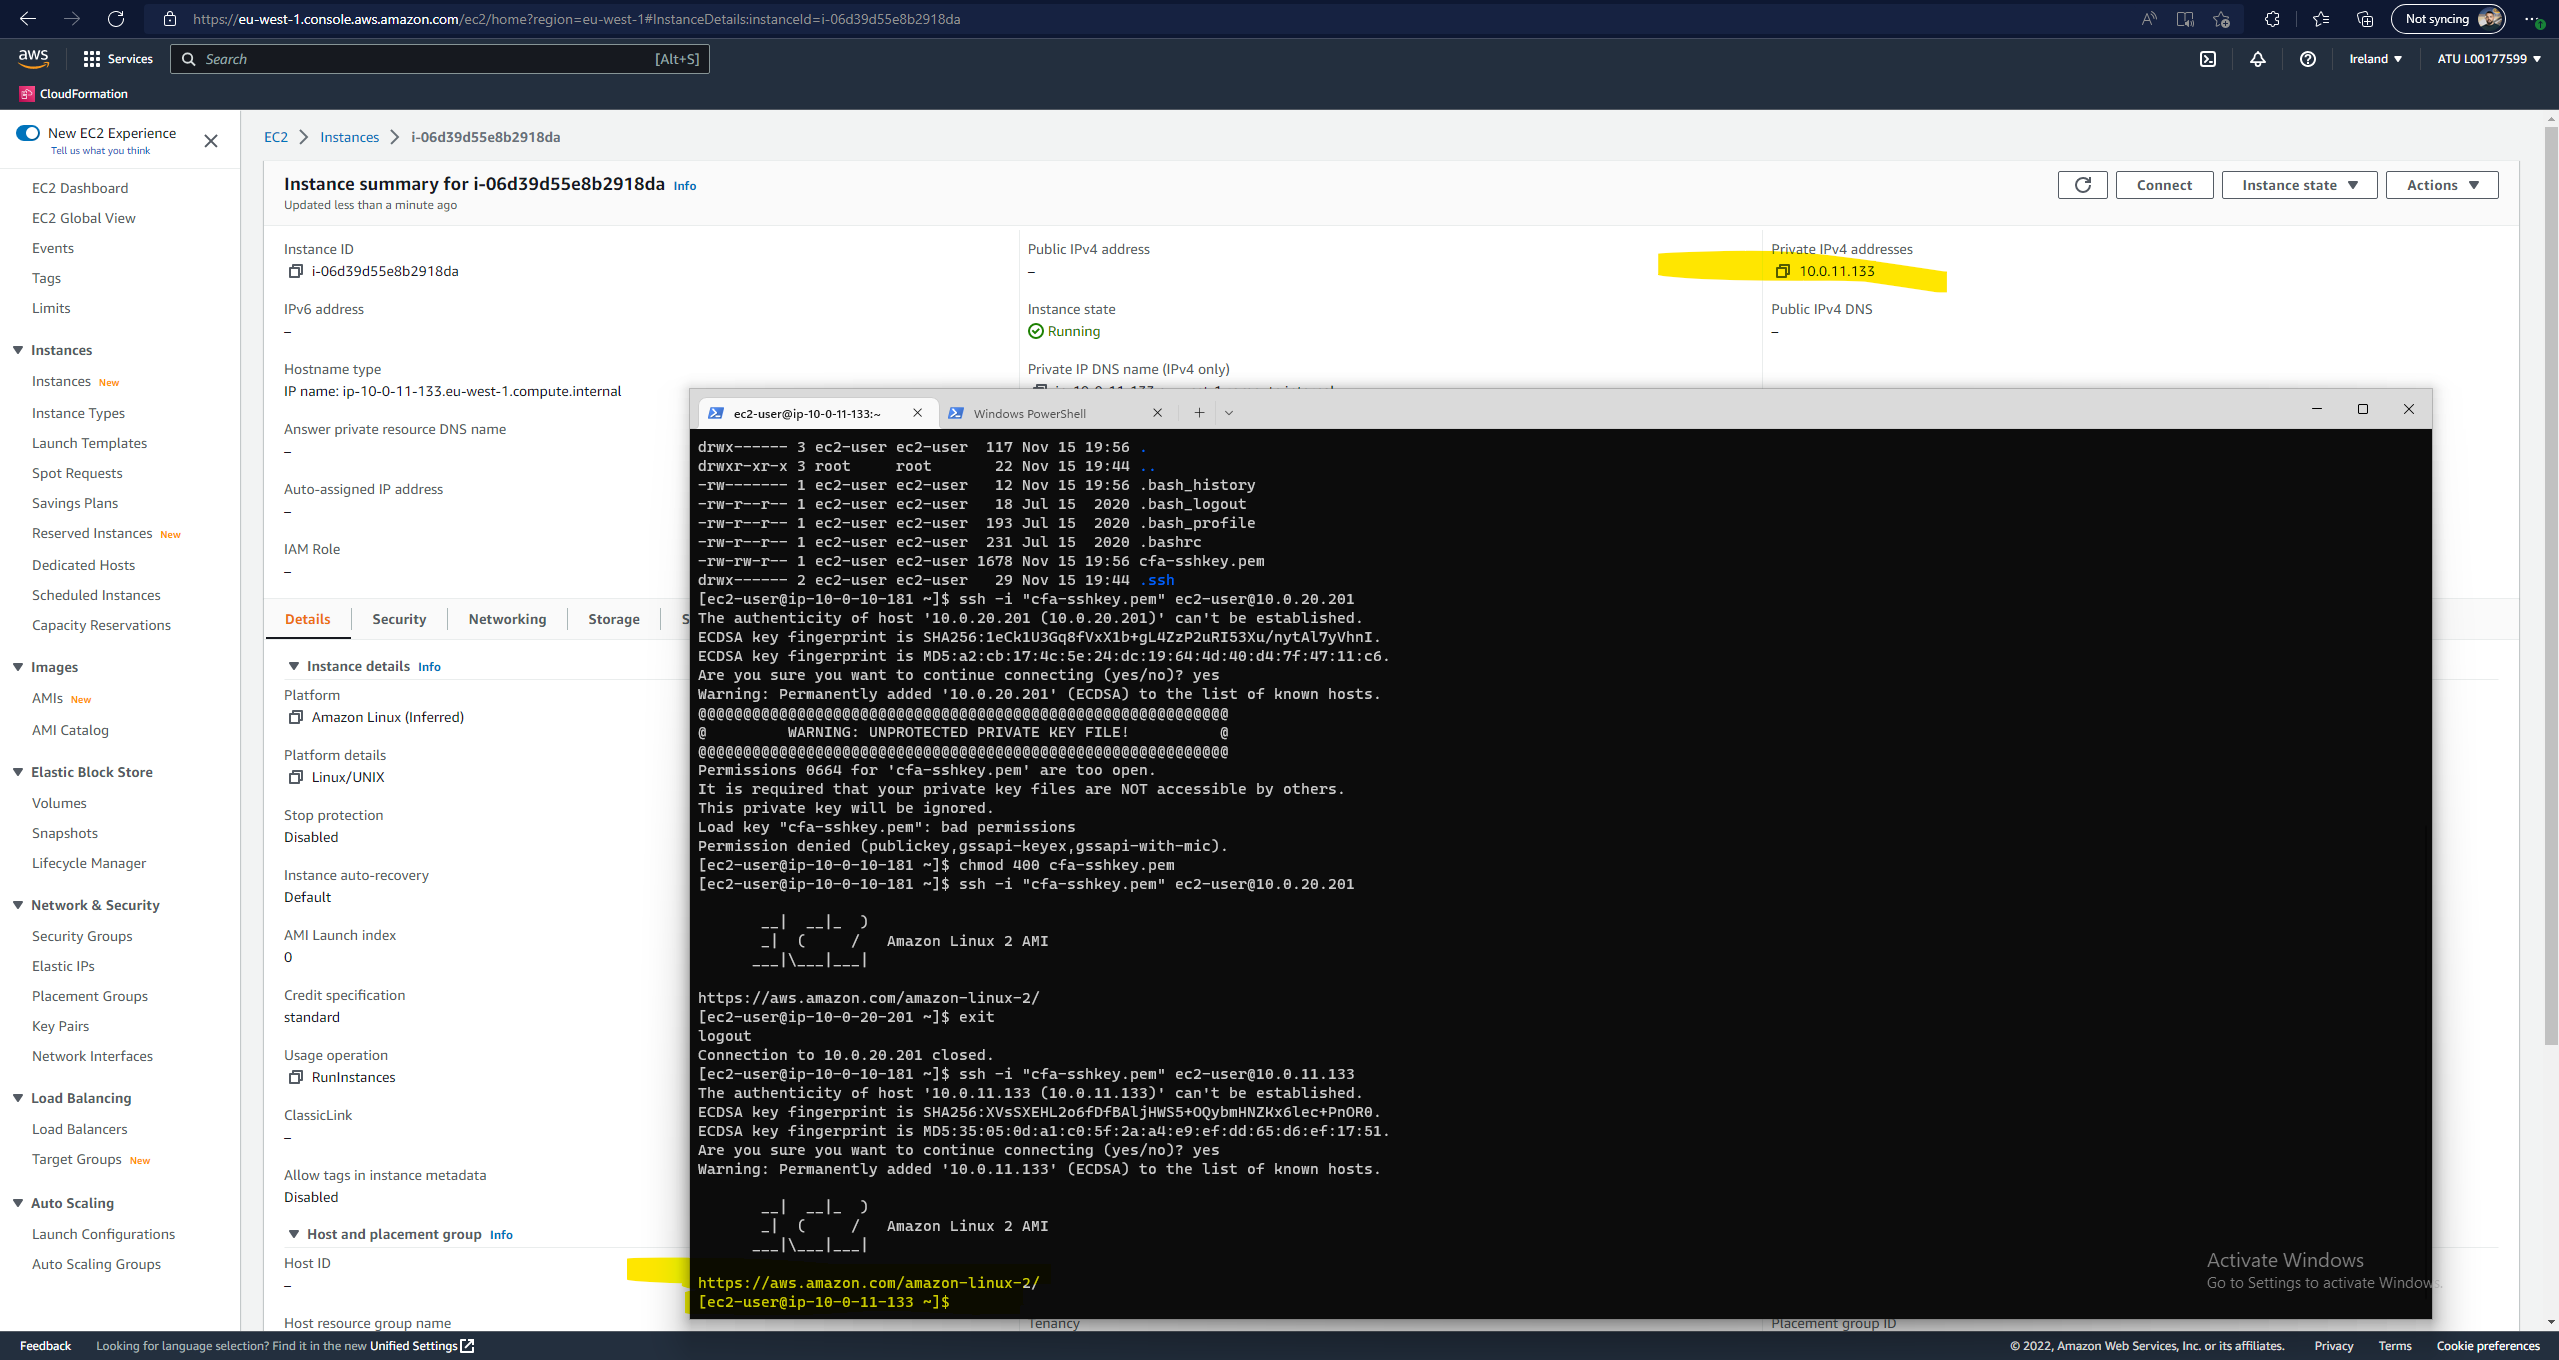 https://eu-west-1.console.aws.amazon.com/ec2/home?region=eu-west-1#InstanceDetails:instanceId=i-06d39d55e8b2918da
Not syncing
aws
Services
Search
[Alt+S]
Ireland
ATU L00177599
CloudFormation
New EC2 Experience
Tell us what you think
EC2 Dashboard
EC2 Global View
Events
Tags
Limits
Instances
Instances New
Instance Types
Launch Templates
Spot Requests
Savings Plans
Reserved Instances New
Dedicated Hosts
Scheduled Instances
Capacity Reservations
Images
AMIs New
AMI Catalog
Elastic Block Store
Volumes
Snapshots
Lifecycle Manager
Network & Security
Security Groups
Elastic IPs
Placement Groups
Key Pairs
Network Interfaces
Load Balancing
Load Balancers
Target Groups New
Auto Scaling
Launch Configurations
Auto Scaling Groups
EC2 > Instances > i-06d39d55e8b2918da
Instance summary for i-06d39d55e8b2918da Info
Updated less than a minute ago
Connect
Instance state
Actions
Instance ID
i-06d39d55e8b2918da
Public IPv4 address
–
Private IPv4 addresses
10.0.11.133
IPv6 address
–
Instance state
Running
Public IPv4 DNS
–
Hostname type
IP name: ip-10-0-11-133.eu-west-1.compute.internal
Private IP DNS name (IPv4 only)
Answer private resource DNS name
–
Auto-assigned IP address
–
IAM Role
–
Details
Security
Networking
Storage
S
Instance details Info
Platform
Amazon Linux (Inferred)
Platform details
Linux/UNIX
Stop protection
Disabled
Instance auto-recovery
Default
AMI Launch index
0
Credit specification
standard
Usage operation
RunInstances
ClassicLink
–
Allow tags in instance metadata
Disabled
Host and placement group Info
Host ID
–
Host resource group name
Tenancy
Placement group ID
ec2-user@ip-10-0-11-133:~
Windows PowerShell
drwx------ 3 ec2-user ec2-user  117 Nov 15 19:56 .
drwxr-xr-x 3 root     root       22 Nov 15 19:44 ..
-rw------- 1 ec2-user ec2-user   12 Nov 15 19:56 .bash_history
-rw-r--r-- 1 ec2-user ec2-user   18 Jul 15  2020 .bash_logout
-rw-r--r-- 1 ec2-user ec2-user  193 Jul 15  2020 .bash_profile
-rw-r--r-- 1 ec2-user ec2-user  231 Jul 15  2020 .bashrc
-rw-rw-r-- 1 ec2-user ec2-user 1678 Nov 15 19:56 cfa-sshkey.pem
drwx------ 2 ec2-user ec2-user   29 Nov 15 19:44 .ssh
[ec2-user@ip-10-0-10-181 ~]$ ssh -i "cfa-sshkey.pem" ec2-user@10.0.20.201
The authenticity of host '10.0.20.201 (10.0.20.201)' can't be established.
ECDSA key fingerprint is SHA256:1eCk1U3Gq8fVxX1b+gL4ZzP2uRI53Xu/nytAl7yVhnI.
ECDSA key fingerprint is MD5:a2:cb:17:4c:5e:24:dc:19:64:4d:40:d4:7f:47:11:c6.
Are you sure you want to continue connecting (yes/no)? yes
Warning: Permanently added '10.0.20.201' (ECDSA) to the list of known hosts.
@@@@@@@@@@@@@@@@@@@@@@@@@@@@@@@@@@@@@@@@@@@@@@@@@@@@@@@@@@@
@         WARNING: UNPROTECTED PRIVATE KEY FILE!          @
@@@@@@@@@@@@@@@@@@@@@@@@@@@@@@@@@@@@@@@@@@@@@@@@@@@@@@@@@@@
Permissions 0664 for 'cfa-sshkey.pem' are too open.
It is required that your private key files are NOT accessible by others.
This private key will be ignored.
Load key "cfa-sshkey.pem": bad permissions
Permission denied (publickey,gssapi-keyex,gssapi-with-mic).
[ec2-user@ip-10-0-10-181 ~]$ chmod 400 cfa-sshkey.pem
[ec2-user@ip-10-0-10-181 ~]$ ssh -i "cfa-sshkey.pem" ec2-user@10.0.20.201
       __|  __|_  )
       _|  (     /   Amazon Linux 2 AMI
      ___|\___|___|
https://aws.amazon.com/amazon-linux-2/
[ec2-user@ip-10-0-20-201 ~]$ exit
logout
Connection to 10.0.20.201 closed.
[ec2-user@ip-10-0-10-181 ~]$ ssh -i "cfa-sshkey.pem" ec2-user@10.0.11.133
The authenticity of host '10.0.11.133 (10.0.11.133)' can't be established.
ECDSA key fingerprint is SHA256:XVsSXEHL2o6fDfBAljHWS5+OQybmHNZKx6lec+PnOR0.
ECDSA key fingerprint is MD5:35:05:0d:a1:c0:5f:2a:a4:e9:ef:dd:65:d6:ef:17:51.
Are you sure you want to continue connecting (yes/no)? yes
Warning: Permanently added '10.0.11.133' (ECDSA) to the list of known hosts.
       __|  __|_  )
       _|  (     /   Amazon Linux 2 AMI
      ___|\___|___|
https://aws.amazon.com/amazon-linux-2/
[ec2-user@ip-10-0-11-133 ~]$
Activate Windows
Go to Settings to activate Windows.
Feedback
Looking for language selection? Find it in the new Unified Settings
© 2022, Amazon Web Services, Inc. or its affiliates.
Privacy
Terms
Cookie preferences